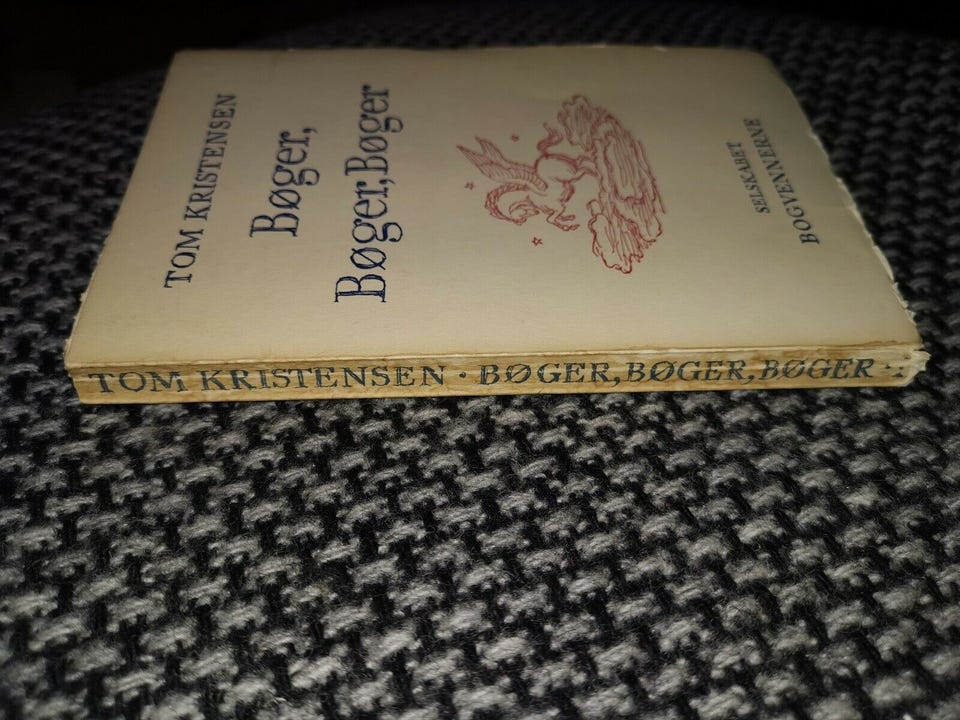 TOM KRISTENSEN
Bøger,
Bøger, Bøger
SELSKABET
BOGVENNERNE
TOM KRISTENSEN · BØGER, BØGER, BØGER ·